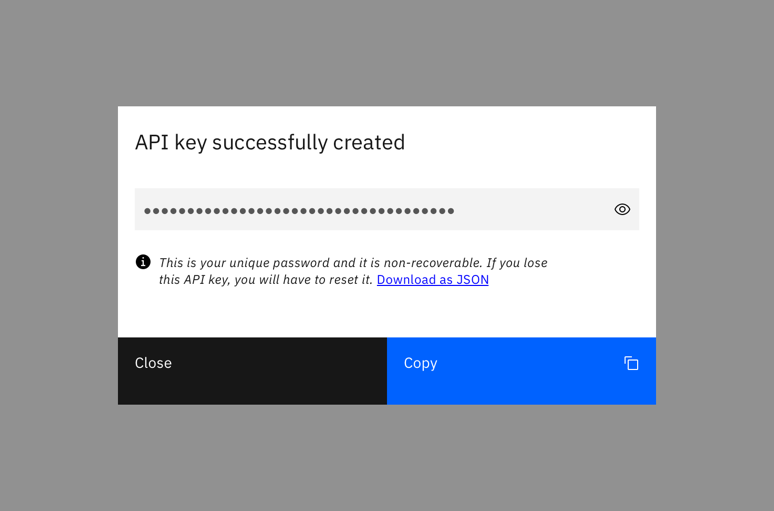 API key successfully created
●●●●●●●●●●●●●●●●●●●●●●●●●●●●●●●●●●●●
This is your unique password and it is non-recoverable. If you lose
this API key, you will have to reset it. Download as JSON
Close
Copy